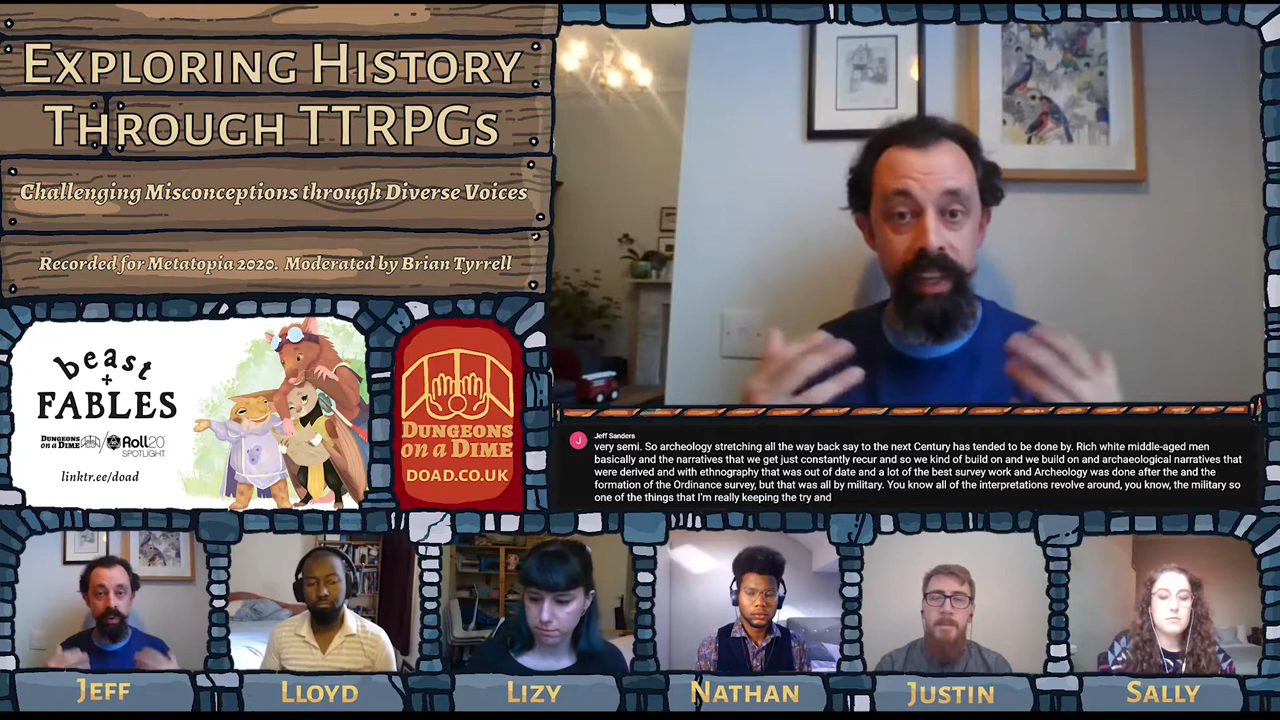 EXPLORING HISTORY
THROUGH TTRPGS
Challenging Misconceptions through Diverse Voices
Recorded for Metatopia 2020. Moderated by Brian Tyrrell
beast
+
FABLES
DUNGEONS
ON A DIME
Roll20
SPOTLIGHT
linktr.ee/doad
DUNGEONS
on a DIME
DOAD.CO.UK
J
Jeff Sanders
very semi. So archeology stretching all the way back say to the next Century has tended to be done by. Rich white middle-aged men
basically and the narratives that we get just constantly recur and so we kind of build on and we build on and archaeological narratives that
were derived and with ethnography that was out of date and a lot of the best survey work and Archeology was done after the and the
formation of the Ordinance survey, but that was all by military. You know all of the interpretations revolve around, you know, the military so
one of the things that I'm really keeping the try and
JEFF
LLOYD
LIZY
NATHAN
JUSTIN
SALLY